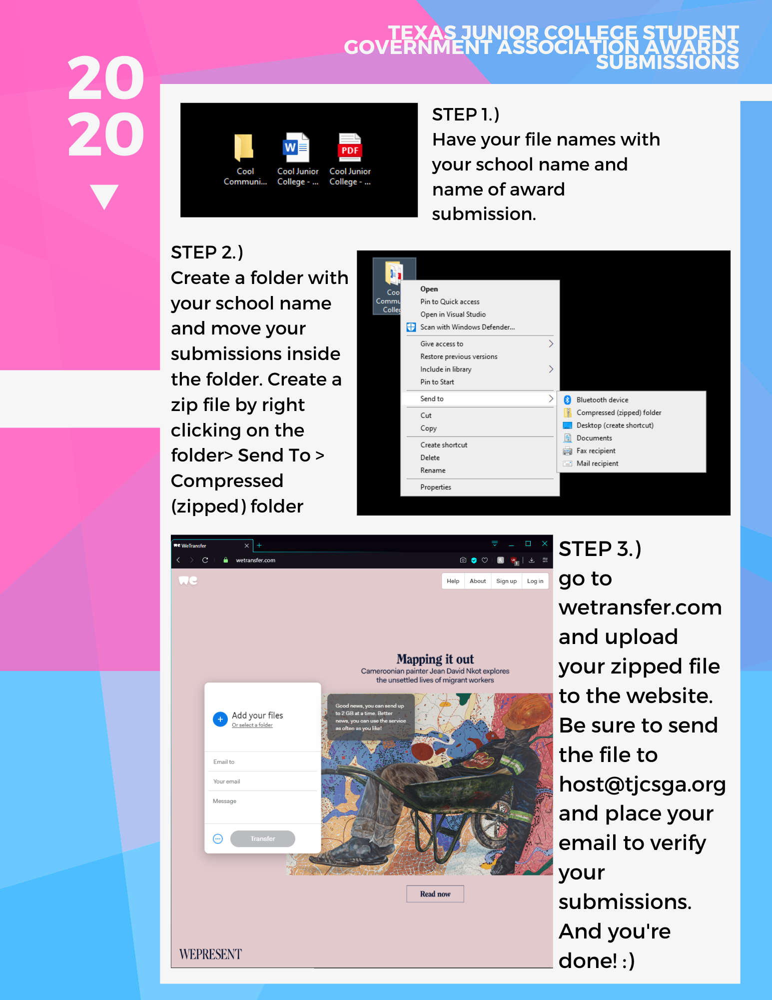 TEXAS JUNIOR COLLEGE STUDENT
GOVERNMENT ASSOCIATION AWARDS
SUBMISSIONS
20
20
Cool
Communi...
Cool Junior
College - ...
Cool Junior
College - ...
W
PDF
STEP 1.)
Have your file names with
your school name and
name of award
submission.
STEP 2.)
Create a folder with
your school name
and move your
submissions inside
the folder. Create a
zip file by right
clicking on the
folder> Send To >
Compressed
(zipped) folder
Coo
Commu
Colle
Open
Pin to Quick access
Open in Visual Studio
Scan with Windows Defender...
Give access to
Restore previous versions
Include in library
Pin to Start
Send to
Cut
Copy
Create shortcut
Delete
Rename
Properties
Bluetooth device
Compressed (zipped) folder
Desktop (create shortcut)
Documents
Fax recipient
Mail recipient
we WeTransfer
wetransfer.com
1
we
Help About Sign up Log in
Mapping it out
Cameroonian painter Jean David Nkot explores
the unsettled lives of migrant workers
Add your files
Or select a folder
Email to
Your email
Message
Transfer
Good news, you can send up
to 2 GB at a time. Better
news, you can use the service
as often as you like!
Read now
WEPRESENT
STEP 3.)
go to
wetransfer.com
and upload
your zipped file
to the website.
Be sure to send
the file to
host@tjcsga.org
and place your
email to verify
your
submissions.
And you're
done! :)